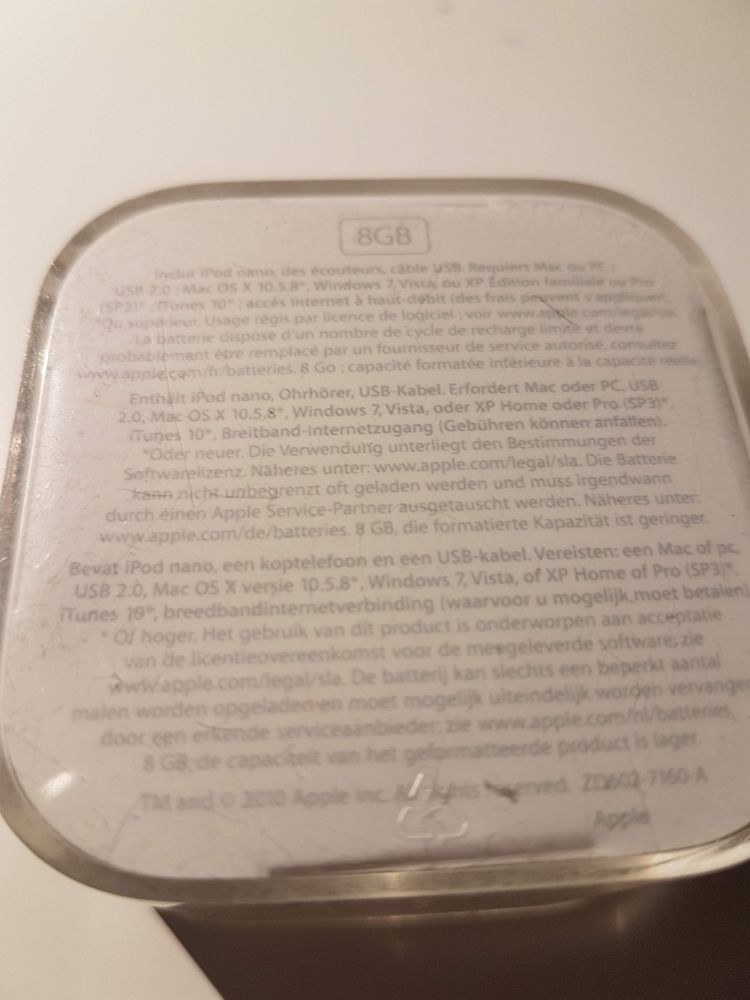 8GB
Inclut iPod nano, des écouteurs, câble USB. Requiert Mac ou PC ;
USB 2.0 ; Mac OS X 10.5.8*, Windows 7, Vista, ou XP Édition familiale ou Pro
(SP3)* ; iTunes 10* ; accès Internet à haut-débit (des frais peuvent s'appliquer).
*Ou supérieur. Usage régis par licence de logiciel ; voir www.apple.com/legal/sla.
La batterie dispose d'un nombre de cycle de recharge limité et devra
probablement être remplacé par un fournisseur de service autorisé, consultez
www.apple.com/fr/batteries. 8 Go ; capacité formatée inférieure à la capacité réelle.
Enthält iPod nano, Ohrhörer, USB-Kabel. Erfordert Mac oder PC, USB
2.0, Mac OS X 10.5.8*, Windows 7, Vista, oder XP Home oder Pro (SP3)*,
iTunes 10*, Breitband-Internetzugang (Gebühren können anfallen).
*Oder neuer. Die Verwendung unterliegt den Bestimmungen der
Softwarelizenz. Näheres unter: www.apple.com/legal/sla. Die Batterie
kann nicht unbegrenzt oft geladen werden und muss irgendwann
durch einen Apple Service-Partner ausgetauscht werden. Näheres unter:
www.apple.com/de/batteries. 8 GB, die formatierte Kapazität ist geringer.
Bevat iPod nano, een koptelefoon en een USB-kabel. Vereisten: een Mac of pc,
USB 2.0, Mac OS X versie 10.5.8*, Windows 7, Vista, of XP Home of Pro (SP3)*,
iTunes 10*, breedbandinternetverbinding (waarvoor u mogelijk moet betalen)
* Of hoger. Het gebruik van dit product is onderworpen aan acceptatie
van de licentieovereenkomst voor de meegeleverde software; zie
www.apple.com/legal/sla. De batterij kan slechts een beperkt aantal
malen worden opgeladen en moet mogelijk uiteindelijk worden vervangen
door een erkende serviceaanbieder: zie www.apple.com/nl/batteries.
8 GB; de capaciteit van het geformatteerde product is lager.
TM and © 2010 Apple Inc. All rights reserved. ZD602-7160-A
Apple